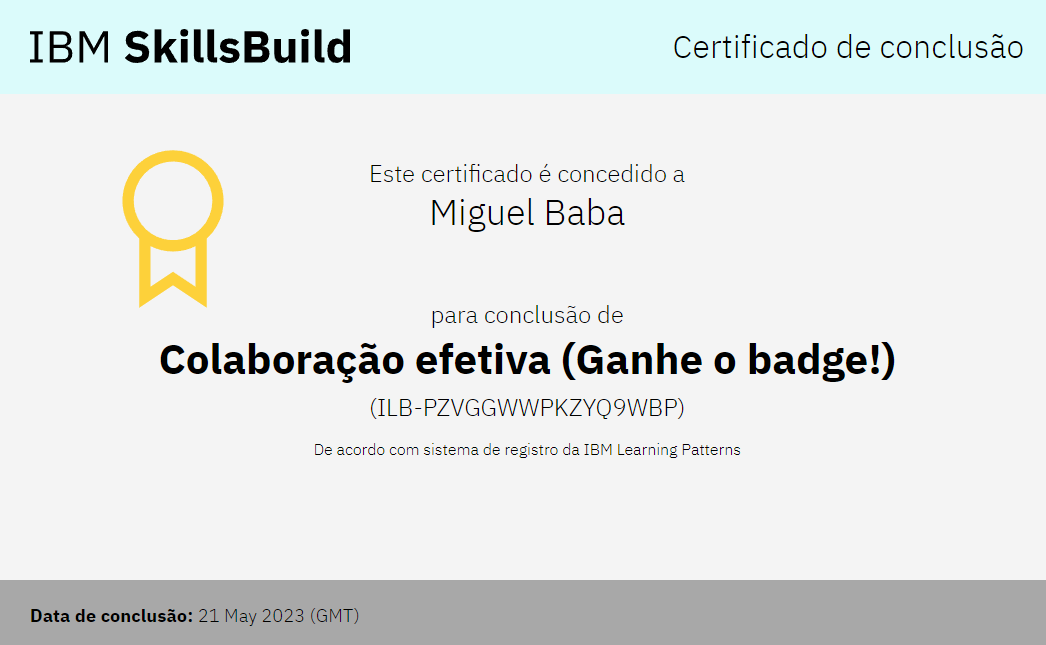 IBM SkillsBuild
Certificado de conclusão
Este certificado é concedido a
Miguel Baba
para conclusão de
Colaboração efetiva (Ganhe o badge!)
(ILB-PZVGGWWPKZYQ9WBP)
De acordo com sistema de registro da IBM Learning Patterns
Data de conclusão: 21 May 2023 (GMT)